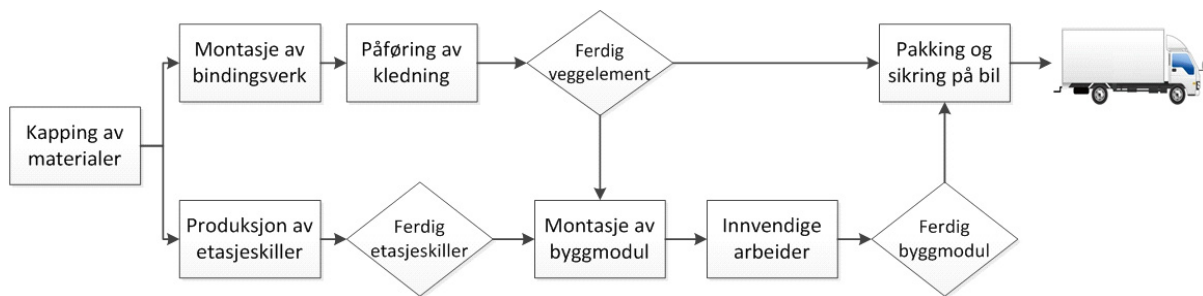 Kapping av
materialer
Montasje av
bindingsverk
Påføring av
kledning
Ferdig
veggelement
Pakking og
sikring på bil
Produksjon av
etasjeskiller
Ferdig
etasjeskiller
Montasje av
byggmodul
Innvendige
arbeider
Ferdig
byggmodul